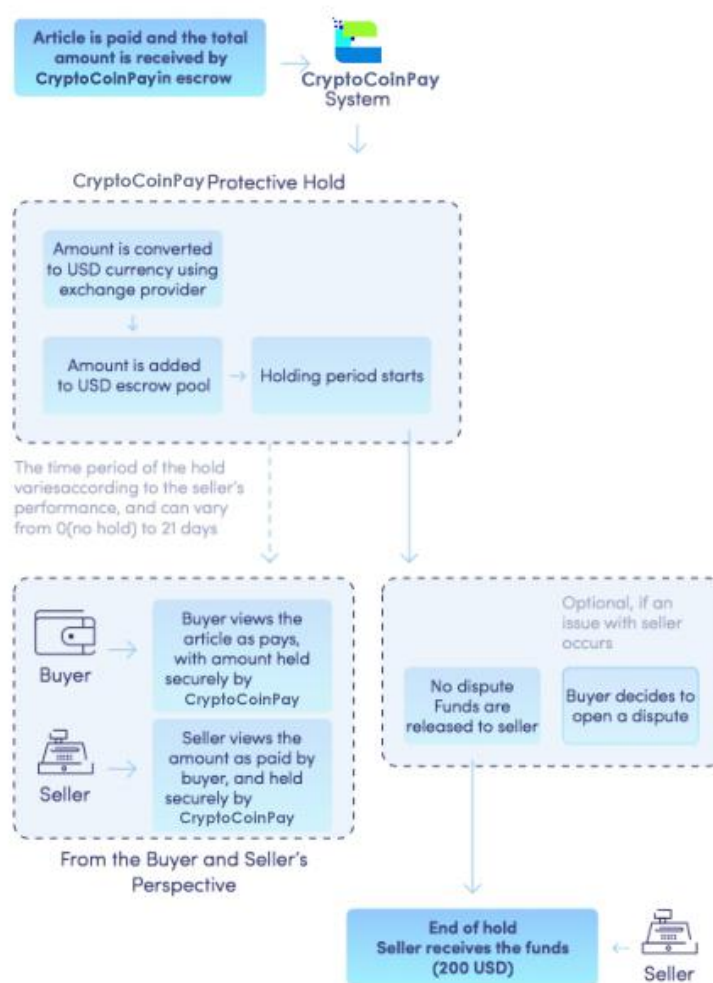 Article is paid and the total
amount is received by
CryptoCoinPay in escrow
CryptoCoinPay
System
CryptoCoinPay Protective Hold
Amount is converted
to USD currency using
exchange provider
Amount is added
to USD escrow pool
Holding period starts
The time period of the hold
variesaccording to the seller's
performance, and can vary
from 0(no hold) to 21 days
Buyer
Buyer views the
article as pays,
with amount held
securely by
CryptoCoinPay
Seller
Seller views the
amount as paid by
buyer, and held
securely by
CryptoCoinPay
From the Buyer and Seller's
Perspective
Optional, if an
issue with seller
occurs
No dispute
Funds are
released to seller
Buyer decides to
open a dispute
End of hold
Seller receives the funds
(200 USD)
Seller